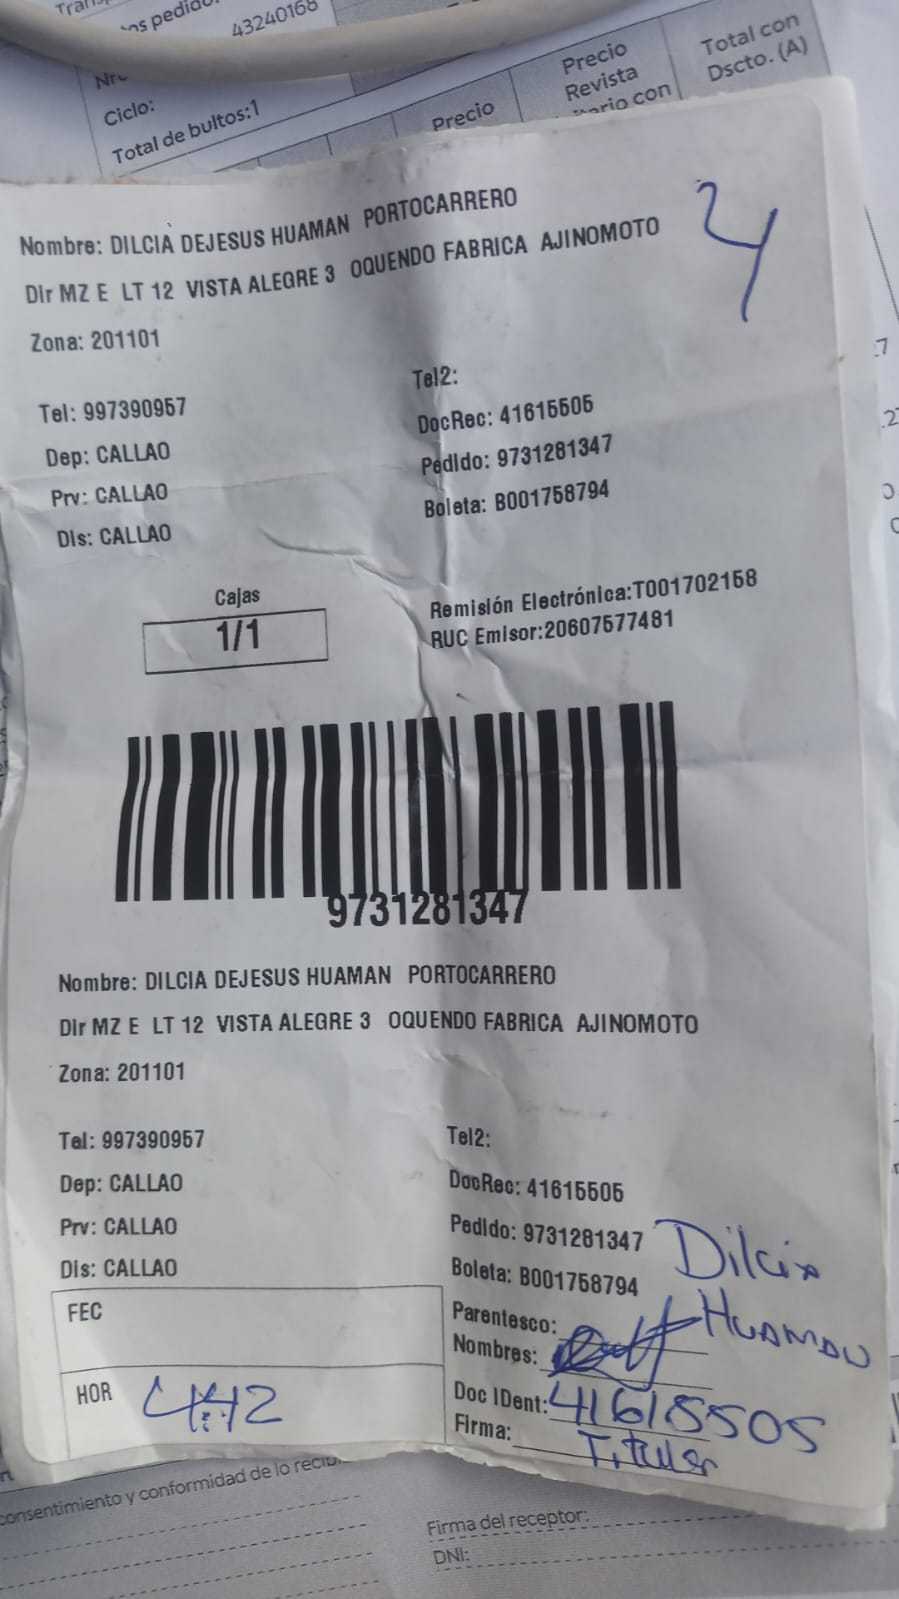 os pedido
43240168
Ciclo:
Total de bultos:1
Precio
Precio
Revista
Total con
Dscto. (A)
Nombre: DILCIA DEJESUS HUAMAN PORTOCARRERO
Dir MZ E LT 12 VISTA ALEGRE 3 OQUENDO FABRICA AJINOMOTO
Zona: 201101
4
Tel: 997390957
Tel2:
Dep: CALLAO
DocRec: 41615505
Prv: CALLAO
Pedido: 9731281347
Dis: CALLAO
Boleta: B001758794
Cajas
1/1
Remisión Electrónica:T001702158
RUC Emisor:20607577481
9731281347
Nombre: DILCIA DEJESUS HUAMAN PORTOCARRERO
Dir MZ E LT 12 VISTA ALEGRE 3 OQUENDO FABRICA AJINOMOTO
Zona: 201101
Tel: 997390957
Tel2:
Dep: CALLAO
DocRec: 41615505
Prv: CALLAO
Pedido: 9731281347
Dis: CALLAO
Boleta: B001758794
Dilcia
Huaman
FEC
Parentesco:
Nombres:
HOR 4:42
Doc IDent: 41615505
Firma: Titular
consentimiento y conformidad de lo
Firma del receptor:
DNI: